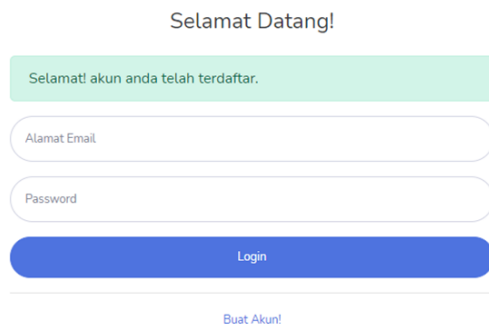 Selamat Datang!
Selamat! akun anda telah terdaftar.
Alamat Email
Password
Login
Buat Akun!